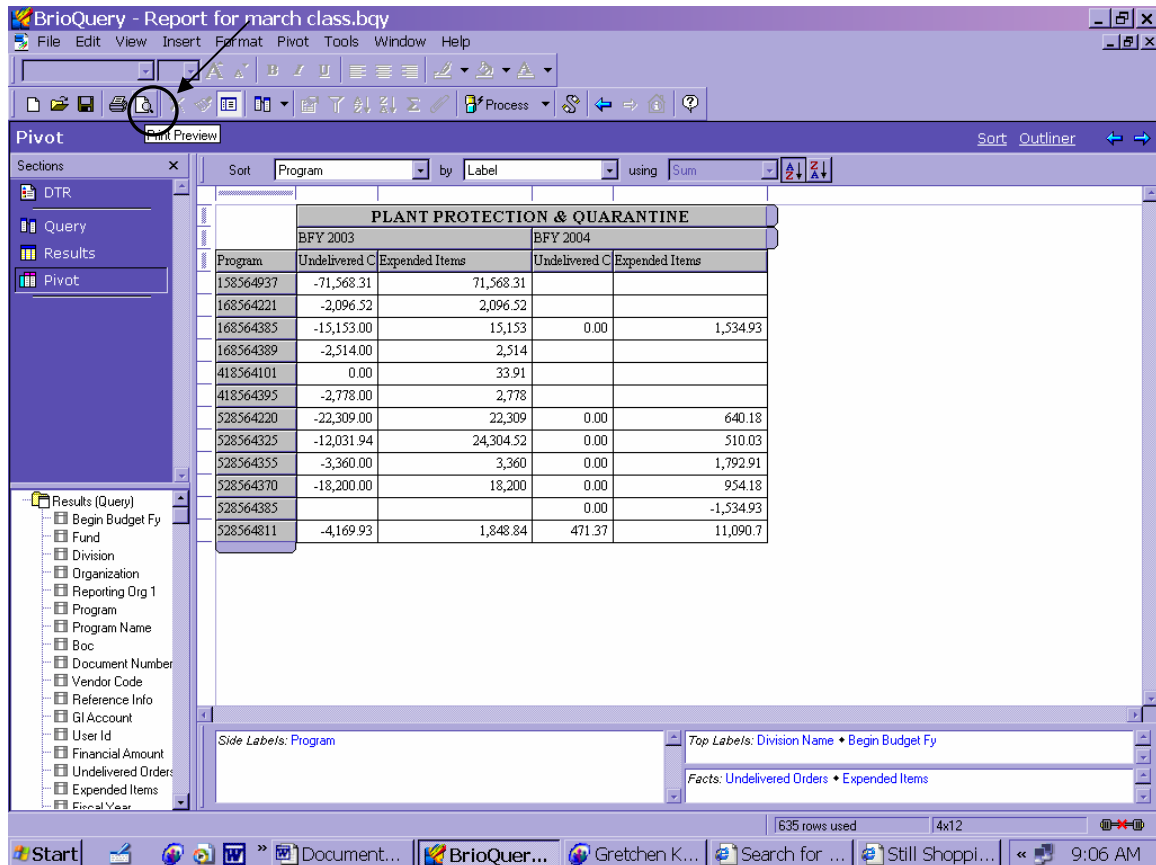 BrioQuery - Report for march class.bqy
File Edit View Insert Format Pivot Tools Window Help
Process
Print Preview
Pivot Sort Outliner
Sections
Sort Program by Label using Sum
DTR
Query
Results
Pivot
PLANT PROTECTION & QUARANTINE
BFY 2003 BFY 2004
Program Undelivered C Expended Items Undelivered C Expended Items
158564937 -71,568.31 71,568.31
168564221 -2,096.52 2,096.52
168564385 -15,153.00 15,153 0.00 1,534.93
168564389 -2,514.00 2,514
418564101 0.00 33.91
418564395 -2,778.00 2,778
528564220 -22,309.00 22,309 0.00 640.18
528564325 -12,031.94 24,304.52 0.00 510.03
528564355 -3,360.00 3,360 0.00 1,792.91
528564370 -18,200.00 18,200 0.00 954.18
528564385 0.00 -1,534.93
528564811 -4,169.93 1,848.84 471.37 11,090.7
Results (Query)
Begin Budget Fy
Fund
Division
Organization
Reporting Org 1
Program
Program Name
Boc
Document Number
Vendor Code
Reference Info
Gl Account
User Id
Financial Amount
Undelivered Orders
Expended Items
Fiscal Year
Side Labels: Program
Top Labels: Division Name ♦ Begin Budget Fy
Facts: Undelivered Orders ♦ Expended Items
635 rows used 4x12
Start » Document... BrioQuer... Gretchen K... Search for ... Still Shoppi... « 9:06 AM